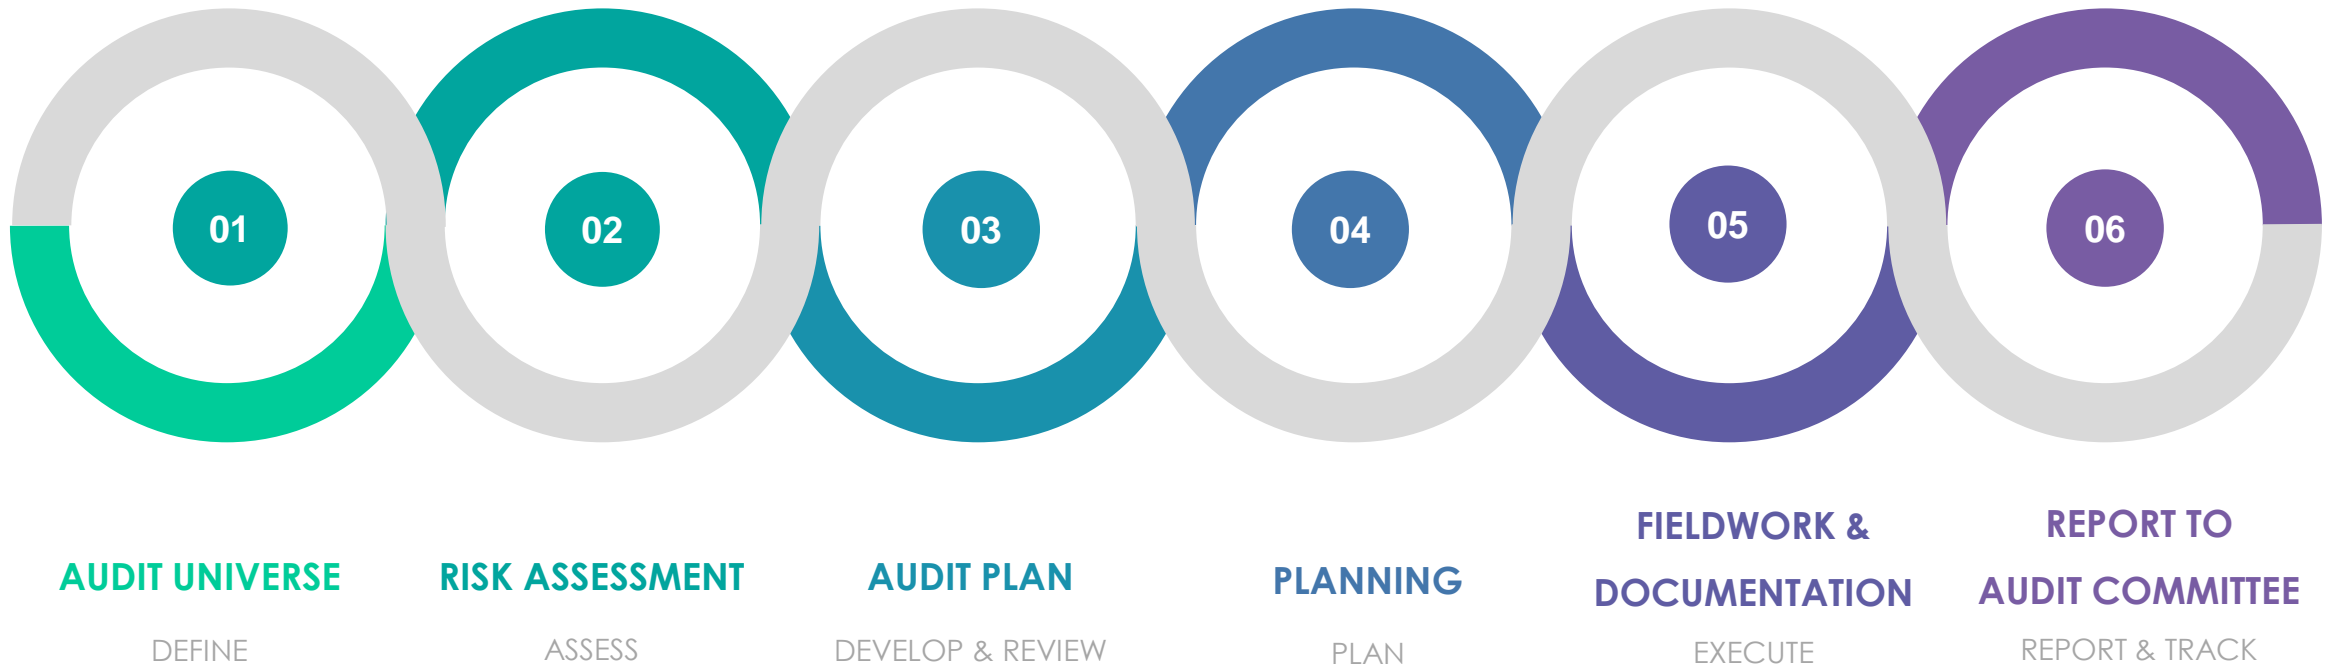 01
02
03
04
05
06
AUDIT UNIVERSE
DEFINE
RISK ASSESSMENT
ASSESS
AUDIT PLAN
DEVELOP & REVIEW
PLANNING
PLAN
FIELDWORK &
DOCUMENTATION
EXECUTE
REPORT TO
AUDIT COMMITTEE
REPORT & TRACK